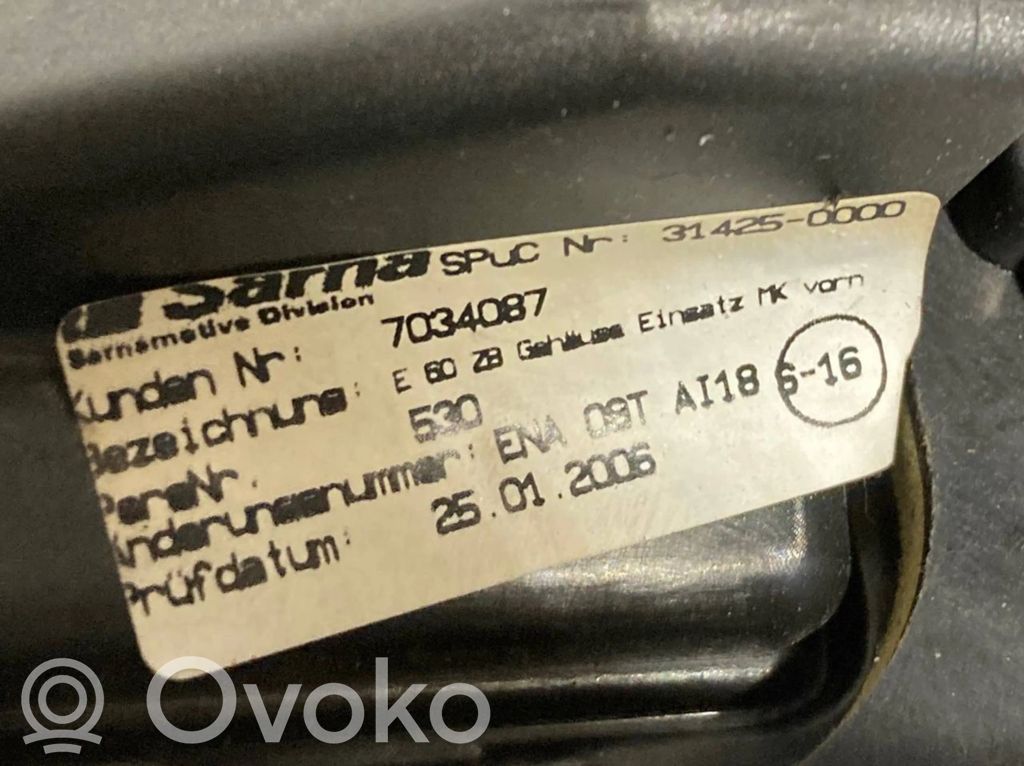 Sarna SPuC Nr: 31425-0000
Sarnamotive Division
Kunden Nr: 7034087
Bezeichnung: E 60 ZB Gehäuse Einsatz MK vorn
PersNr. 530
Änderungsnummer: ENA 09T AI18 6-16
Prüfdatum: 25.01.2006
Ovoko
R